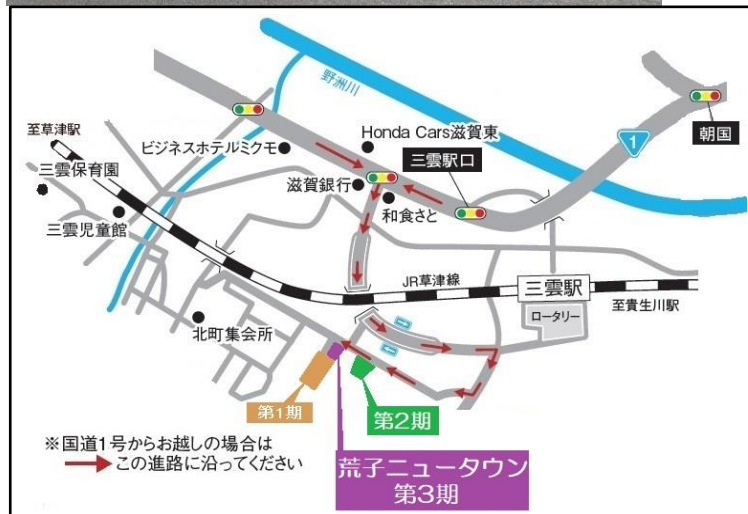 野洲川
至草津駅
三雲保育園
三雲児童館
ビジネスホテルミクモ
Honda Cars滋賀東
三雲駅口
1
朝国
滋賀銀行
和食さと
JR草津線
三雲駅
至貴生川駅
ロータリー
北町集会所
第1期
第2期
荒子ニュータウン
第3期
※国道1号からお越しの場合は
この進路に沿ってください